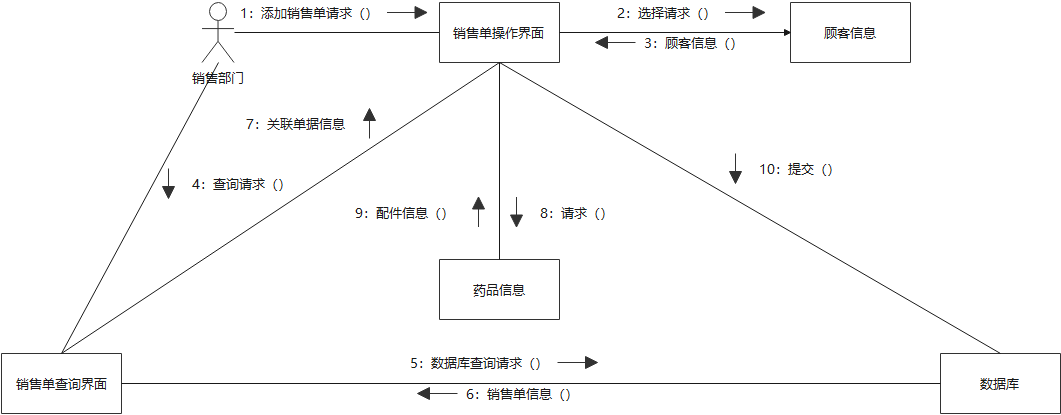 1：添加销售单请求（）
2：选择请求（）
销售单操作界面
顾客信息
3：顾客信息（）
销售部门
7：关联单据信息
10：提交（）
4：查询请求（）
9：配件信息（）
8：请求（）
药品信息
5：数据库查询请求（）
销售单查询界面
数据库
6：销售单信息（）